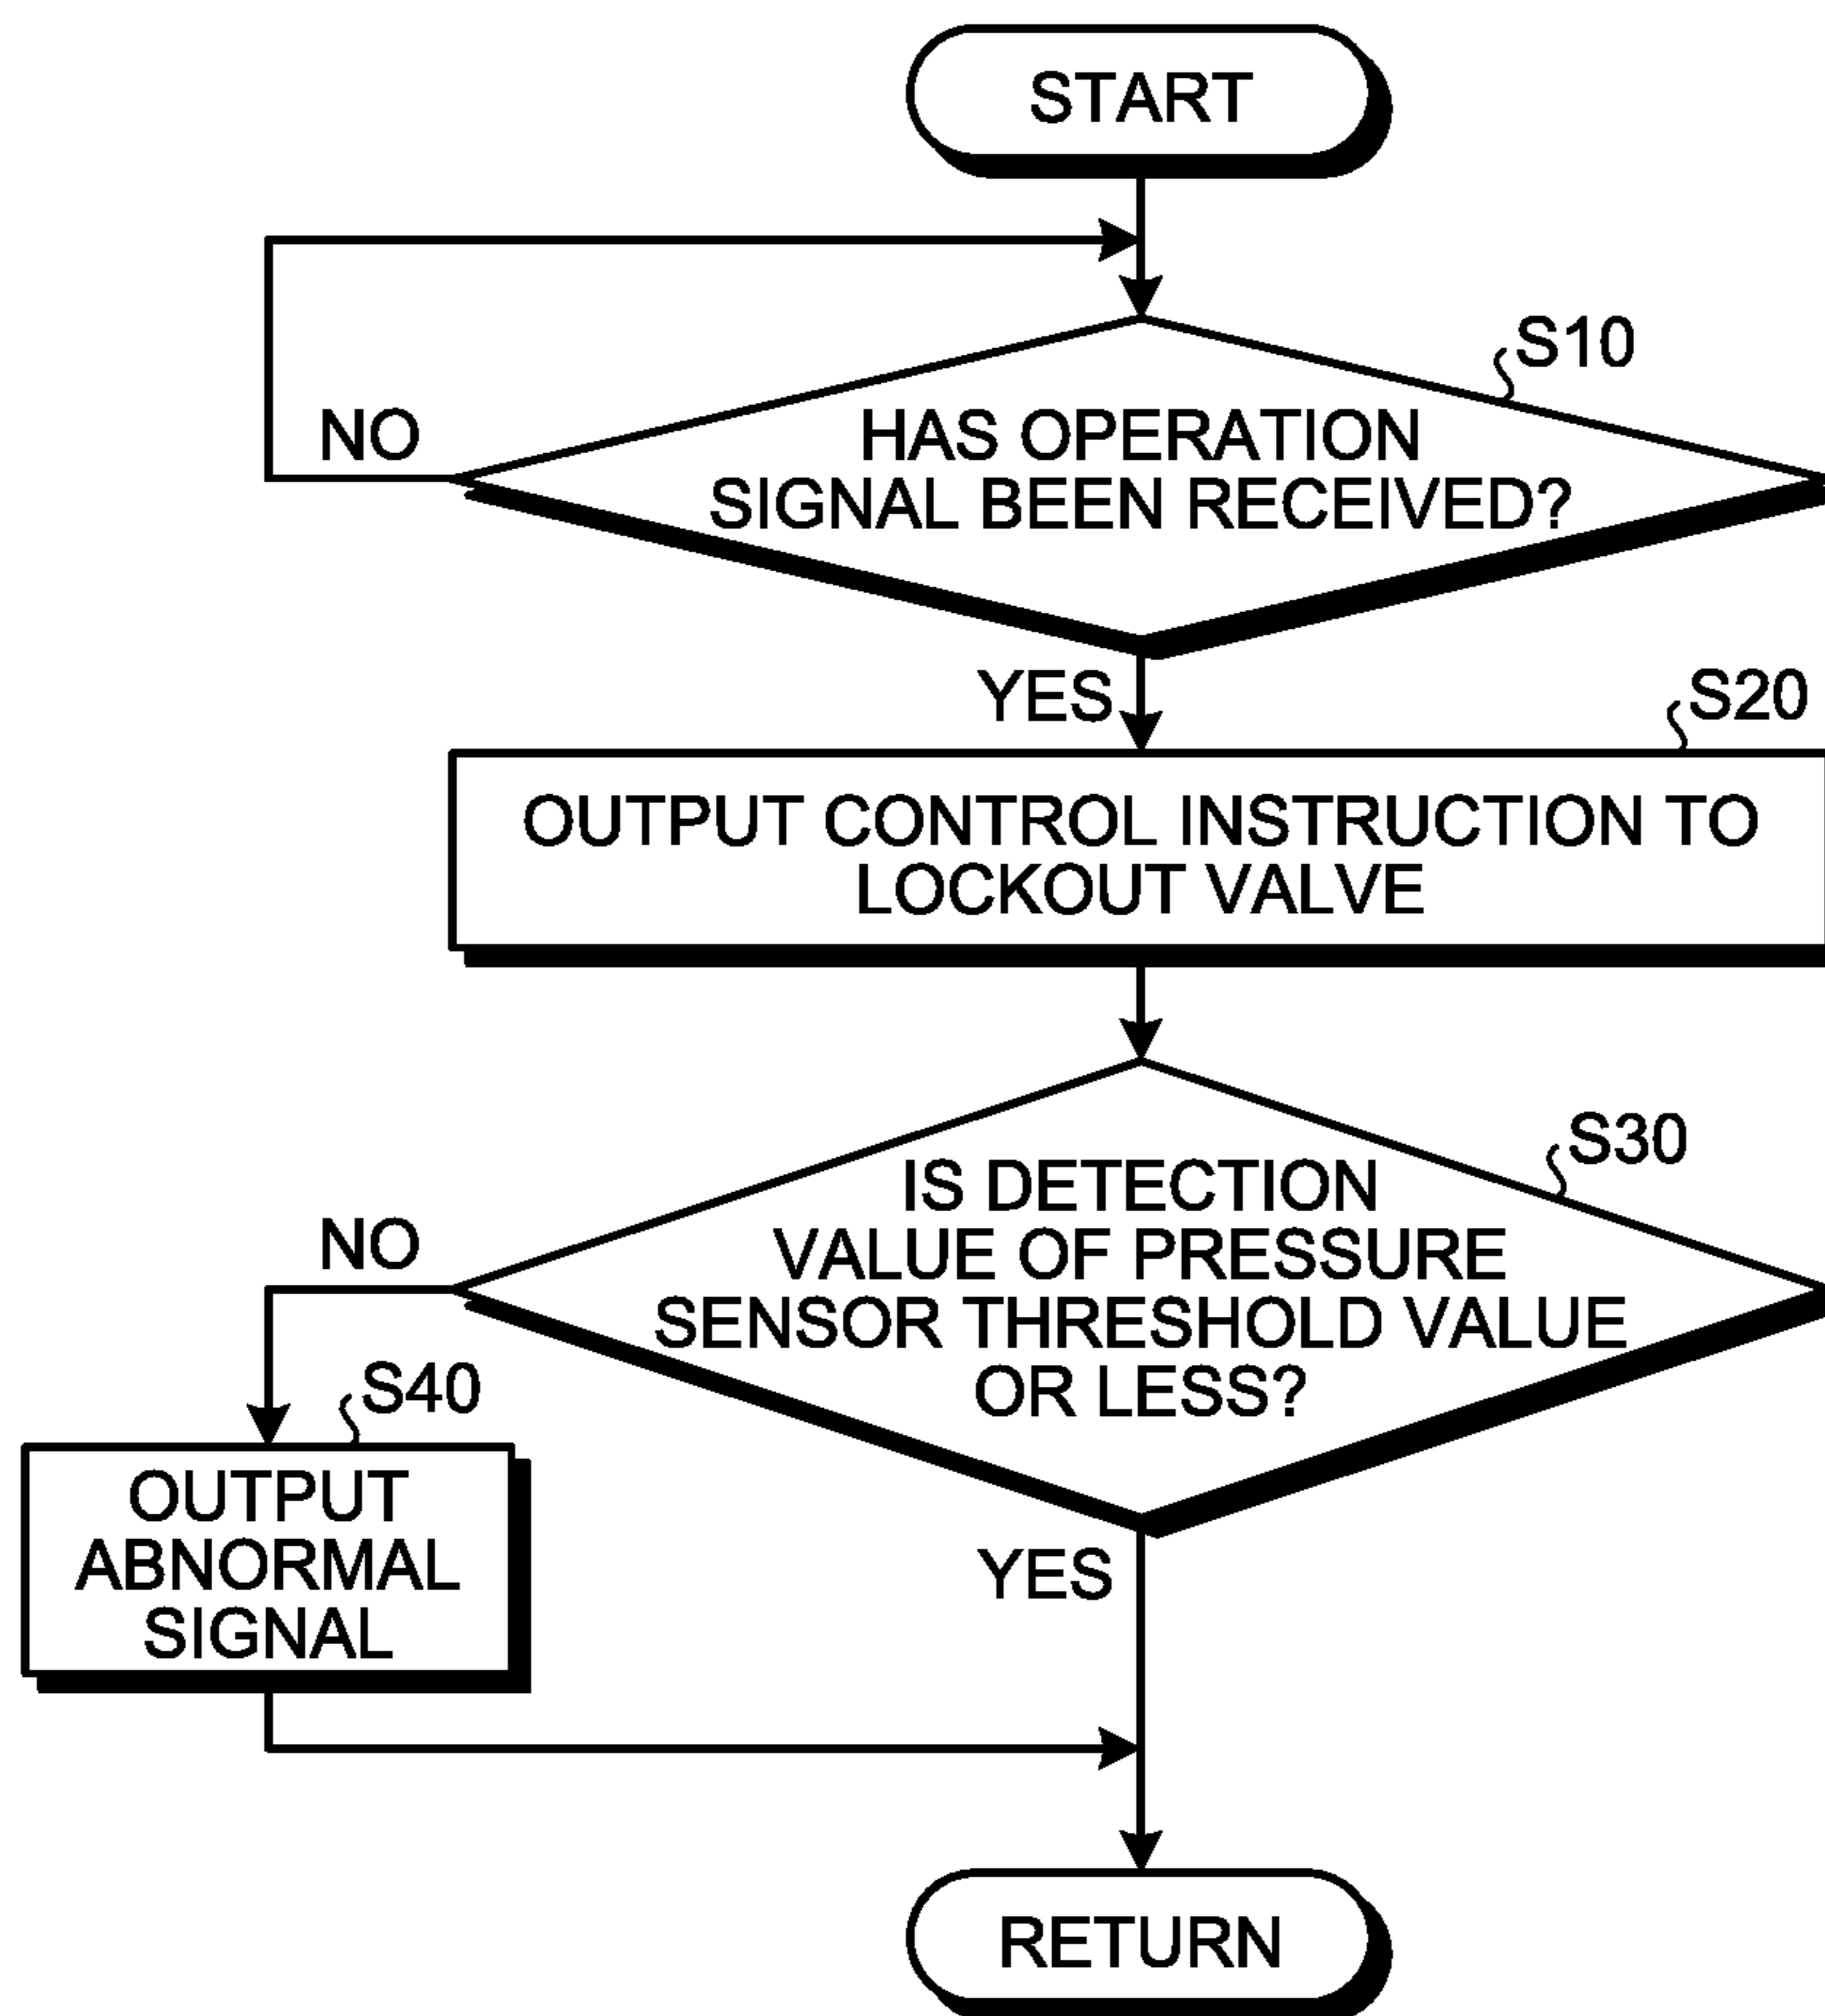 START
S10
HAS OPERATION
SIGNAL BEEN RECEIVED?
NO
YES
S20
OUTPUT CONTROL INSTRUCTION TO
LOCKOUT VALVE
S30
IS DETECTION
VALUE OF PRESSURE
SENSOR THRESHOLD VALUE
OR LESS?
NO
S40
OUTPUT
ABNORMAL
SIGNAL
YES
RETURN